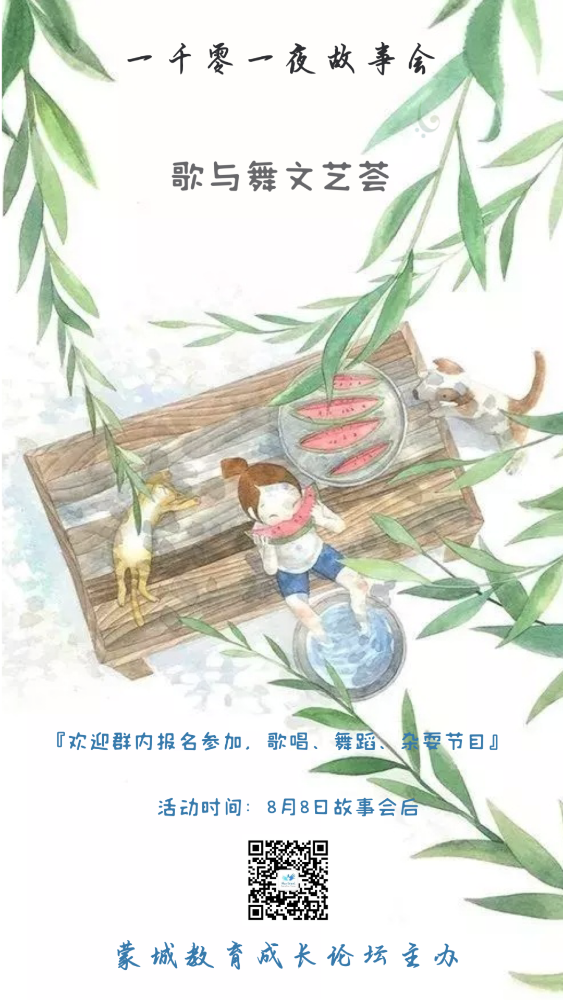 一千零一夜故事会
歌与舞文艺荟
『欢迎群内报名参加，歌唱、舞蹈、杂耍节目』
活动时间：8月8日故事会后
Montreal
蒙城教育成长论坛主办